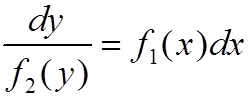 dy/f₂(y) = f₁(x)dx